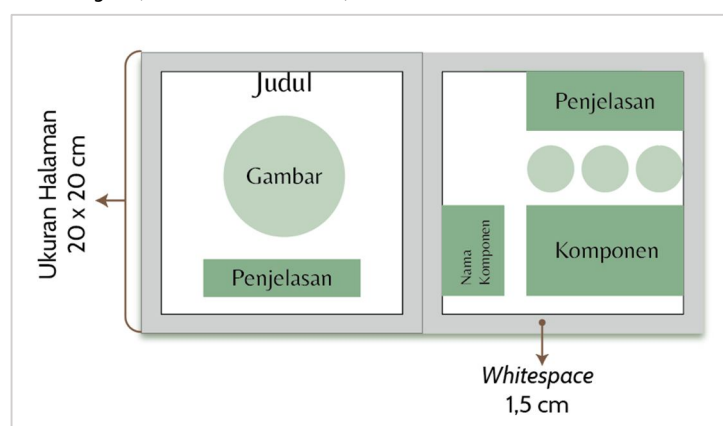 Ukuran Halaman
20 x 20 cm
Judul
Gambar
Penjelasan
Penjelasan
Nama
Komponen
Komponen
Whitespace
1,5 cm